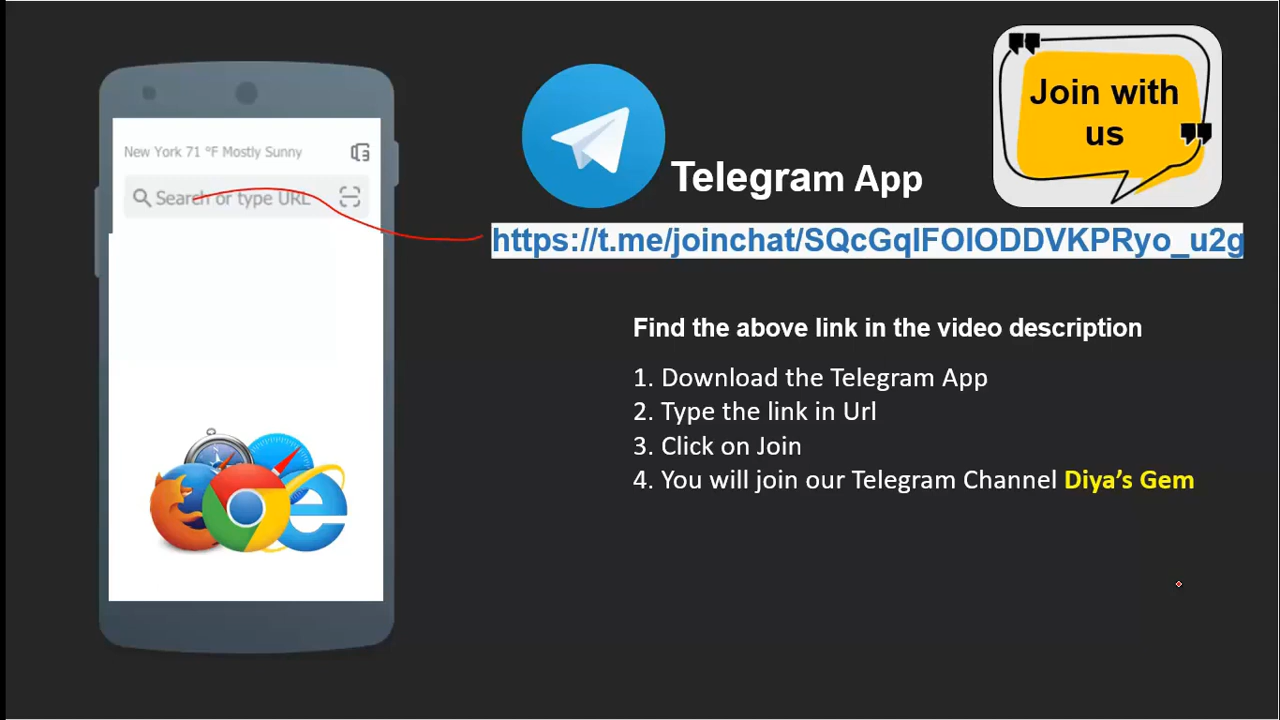 Join with
us
New York 71 °F Mostly Sunny
Search or type URL
Telegram App
https://t.me/joinchat/SQcGqlFOIODDVKPRyo_u2g
Find the above link in the video description
1. Download the Telegram App
2. Type the link in Url
3. Click on Join
4. You will join our Telegram Channel Diya’s Gem